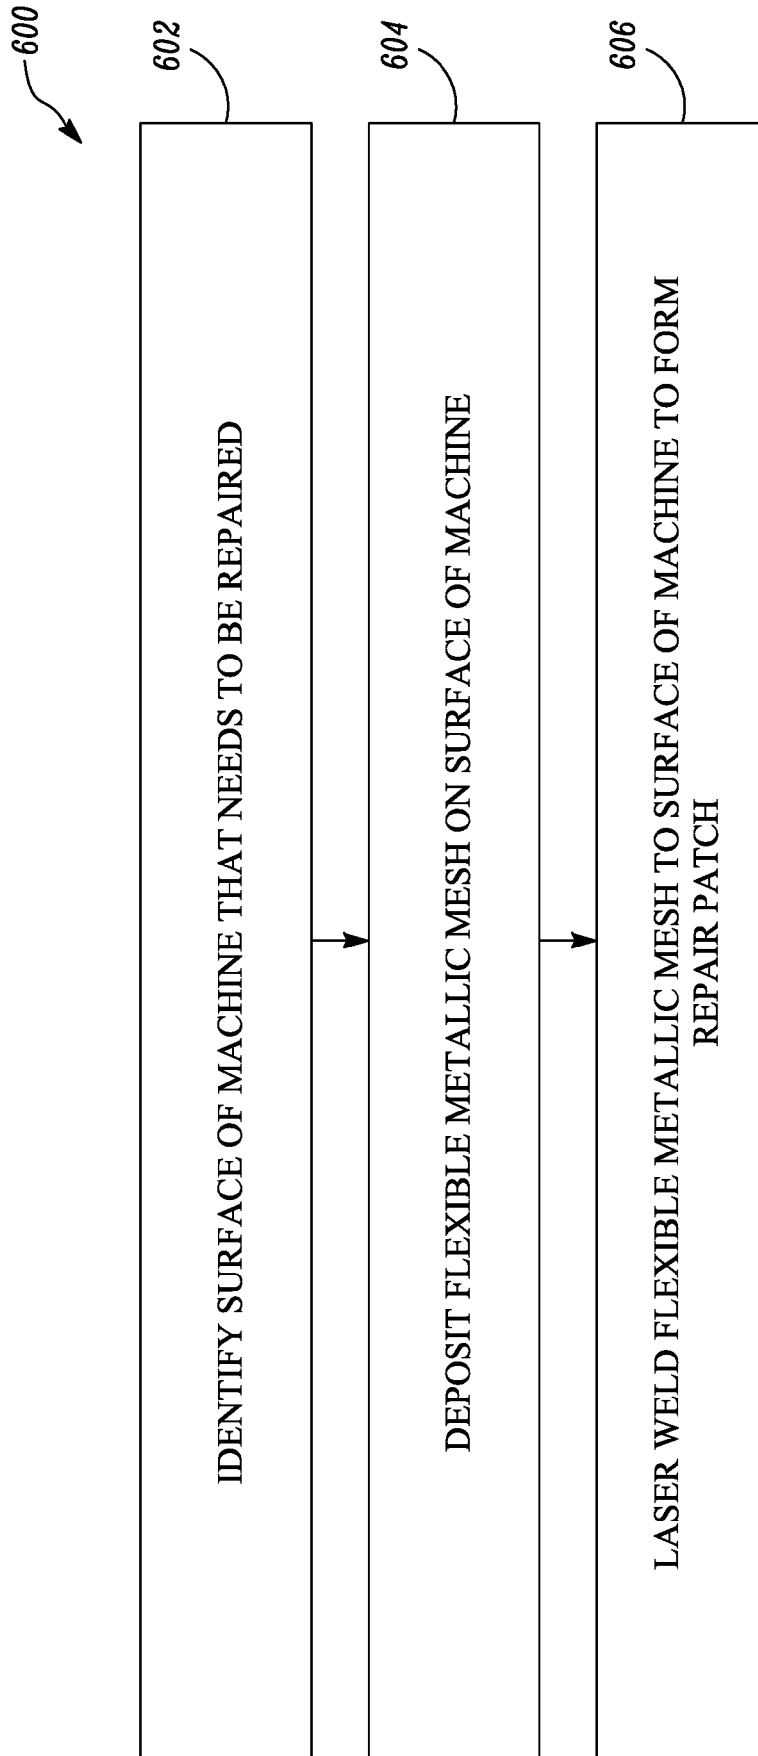 600
602
IDENTIFY SURFACE OF MACHINE THAT NEEDS TO BE REPAIRED
604
DEPOSIT FLEXIBLE METALLIC MESH ON SURFACE OF MACHINE
606
LASER WELD FLEXIBLE METALLIC MESH TO SURFACE OF MACHINE TO FORM
REPAIR PATCH